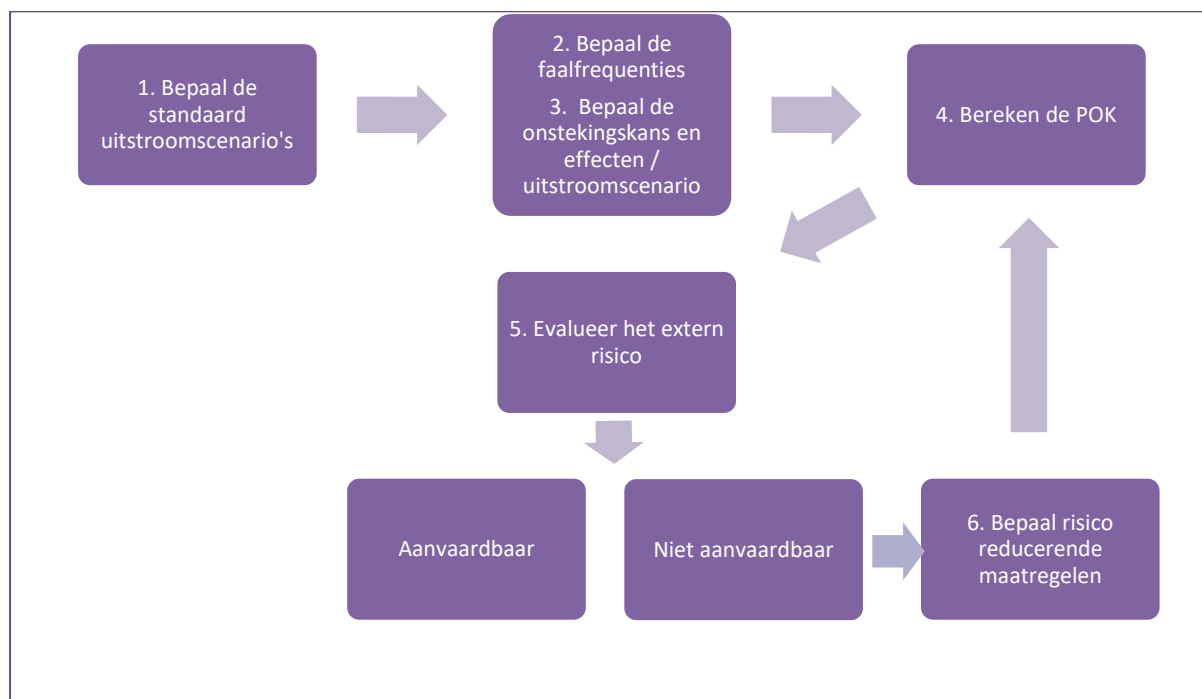 1. Bepaal de
standaard
uitstroomscenario's
2. Bepaal de
faalfrequenties
3. Bepaal de
onstekingskans en
effecten /
uitstroomscenario
4. Bereken de POK
5. Evalueer het extern
risico
Aanvaardbaar
Niet aanvaardbaar
6. Bepaal risico
reducerende
maatregelen